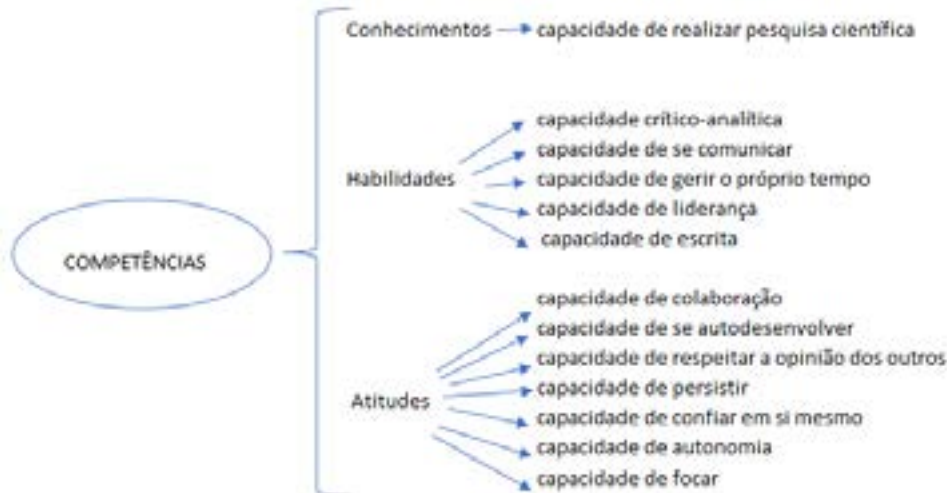 Conhecimentos
capacidade de realizar pesquisa científica
capacidade crítico-analítica
capacidade de se comunicar
Habilidades
capacidade de gerir o próprio tempo
capacidade de liderança
capacidade de escrita
COMPETÊNCIAS
capacidade de colaboração
capacidade de se autodesenvolver
capacidade de respeitar a opinião dos outros
Atitudes
capacidade de persistir
capacidade de confiar em si mesmo
capacidade de autonomia
capacidade de focar